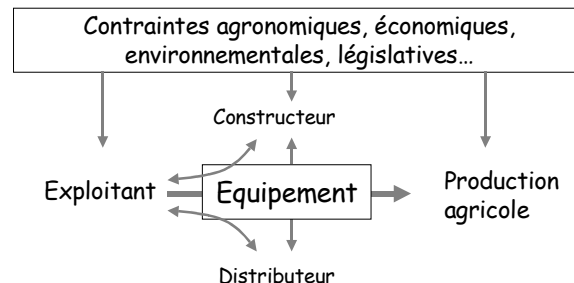 Contraintes agronomiques, économiques,
environnementales, législatives…
Constructeur
Exploitant
Equipement
Production
agricole
Distributeur